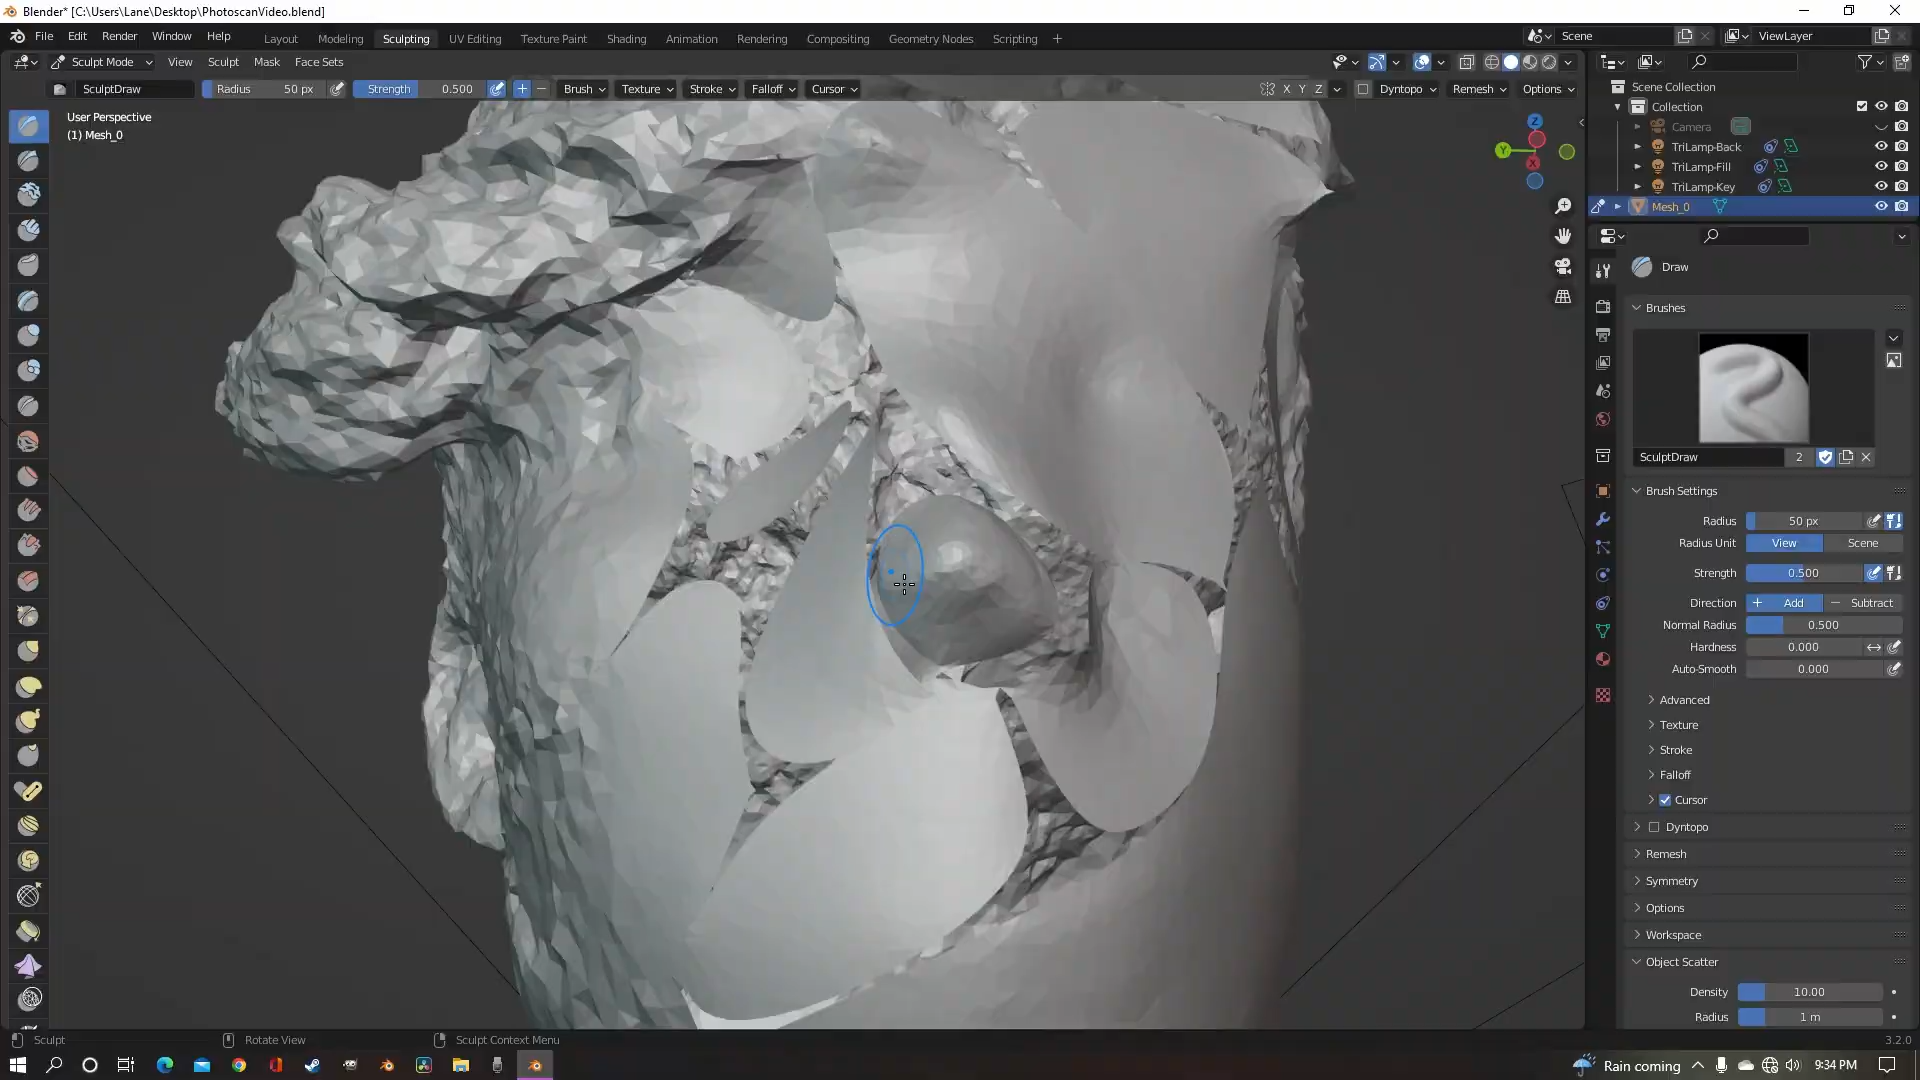 Blender* [C:\Users\Lane\Desktop\PhotoscanVideo.blend]
File Edit Render Window Help Layout Modeling Sculpting UV Editing Texture Paint Shading Animation Rendering Compositing Geometry Nodes Scripting + Scene ViewLayer
Sculpt Mode View Sculpt Mask Face Sets
SculptDraw Radius 50 px Strength 0.500 + − Brush Texture Stroke Falloff Cursor X Y Z Dyntopo Remesh Options
User Perspective
(1) Mesh_0
Z
Y
X
Scene Collection
Collection
Camera
TriLamp-Back
TriLamp-Fill
TriLamp-Key
Mesh_0
Draw
Brushes
SculptDraw 2
Brush Settings
Radius 50 px
Radius Unit View Scene
Strength 0.500
Direction + Add − Subtract
Normal Radius 0.500
Hardness 0.000
Auto-Smooth 0.000
Advanced
Texture
Stroke
Falloff
Cursor
Dyntopo
Remesh
Symmetry
Options
Workspace
Object Scatter
Density 10.00
Radius 1 m
Sculpt Rotate View Sculpt Context Menu 3.2.0
Rain coming 9:34 PM